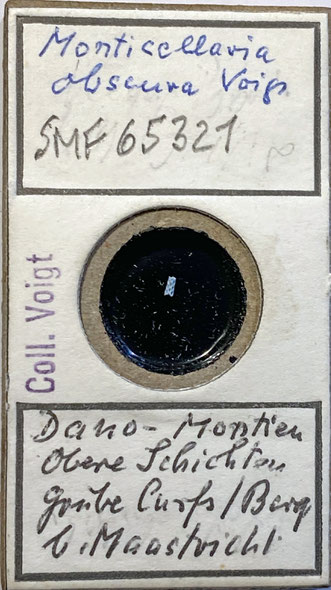 Monticellaria
obscura Voigt
SMF 65321
Coll. Voigt
Dano-Montien
Obere Schichten
Grube Curfs/Berg
b. Maastricht